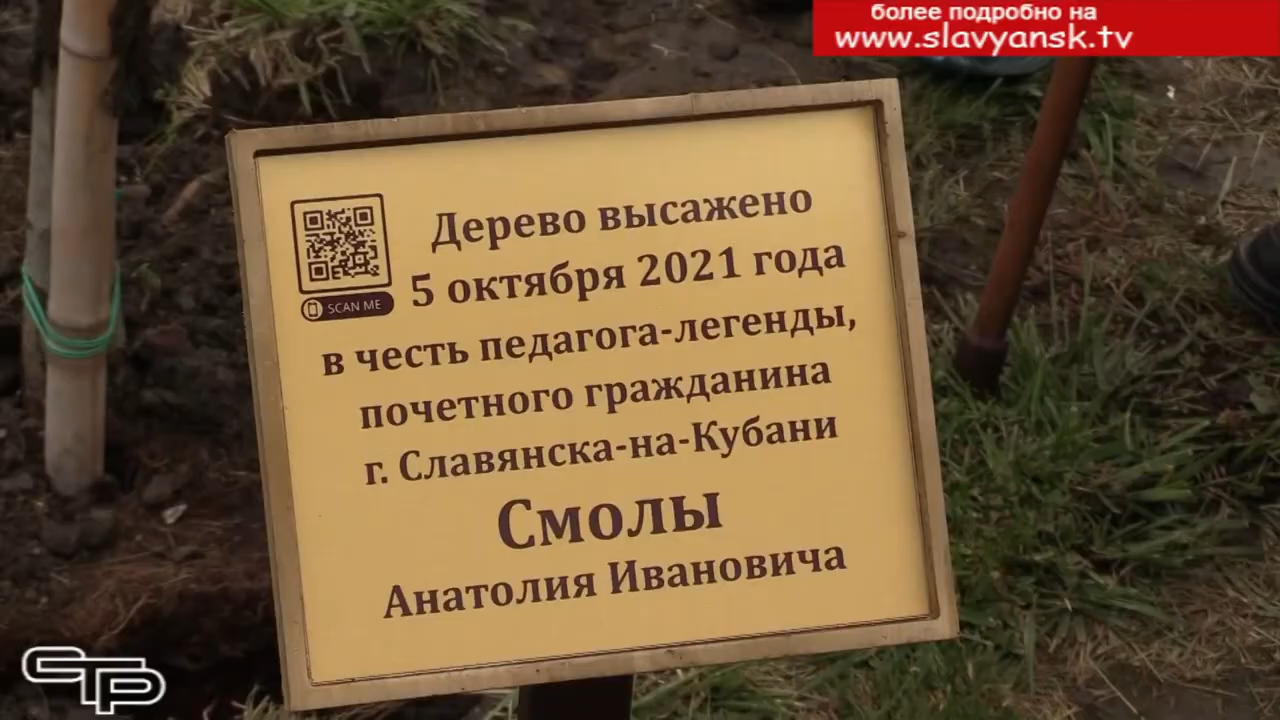 более подробно на
www.slavyansk.tv
Дерево высажено
5 октября 2021 года
SCAN ME
в честь педагога-легенды,
почетного гражданина
г. Славянска-на-Кубани
Смолы
Анатолия Ивановича
СТР